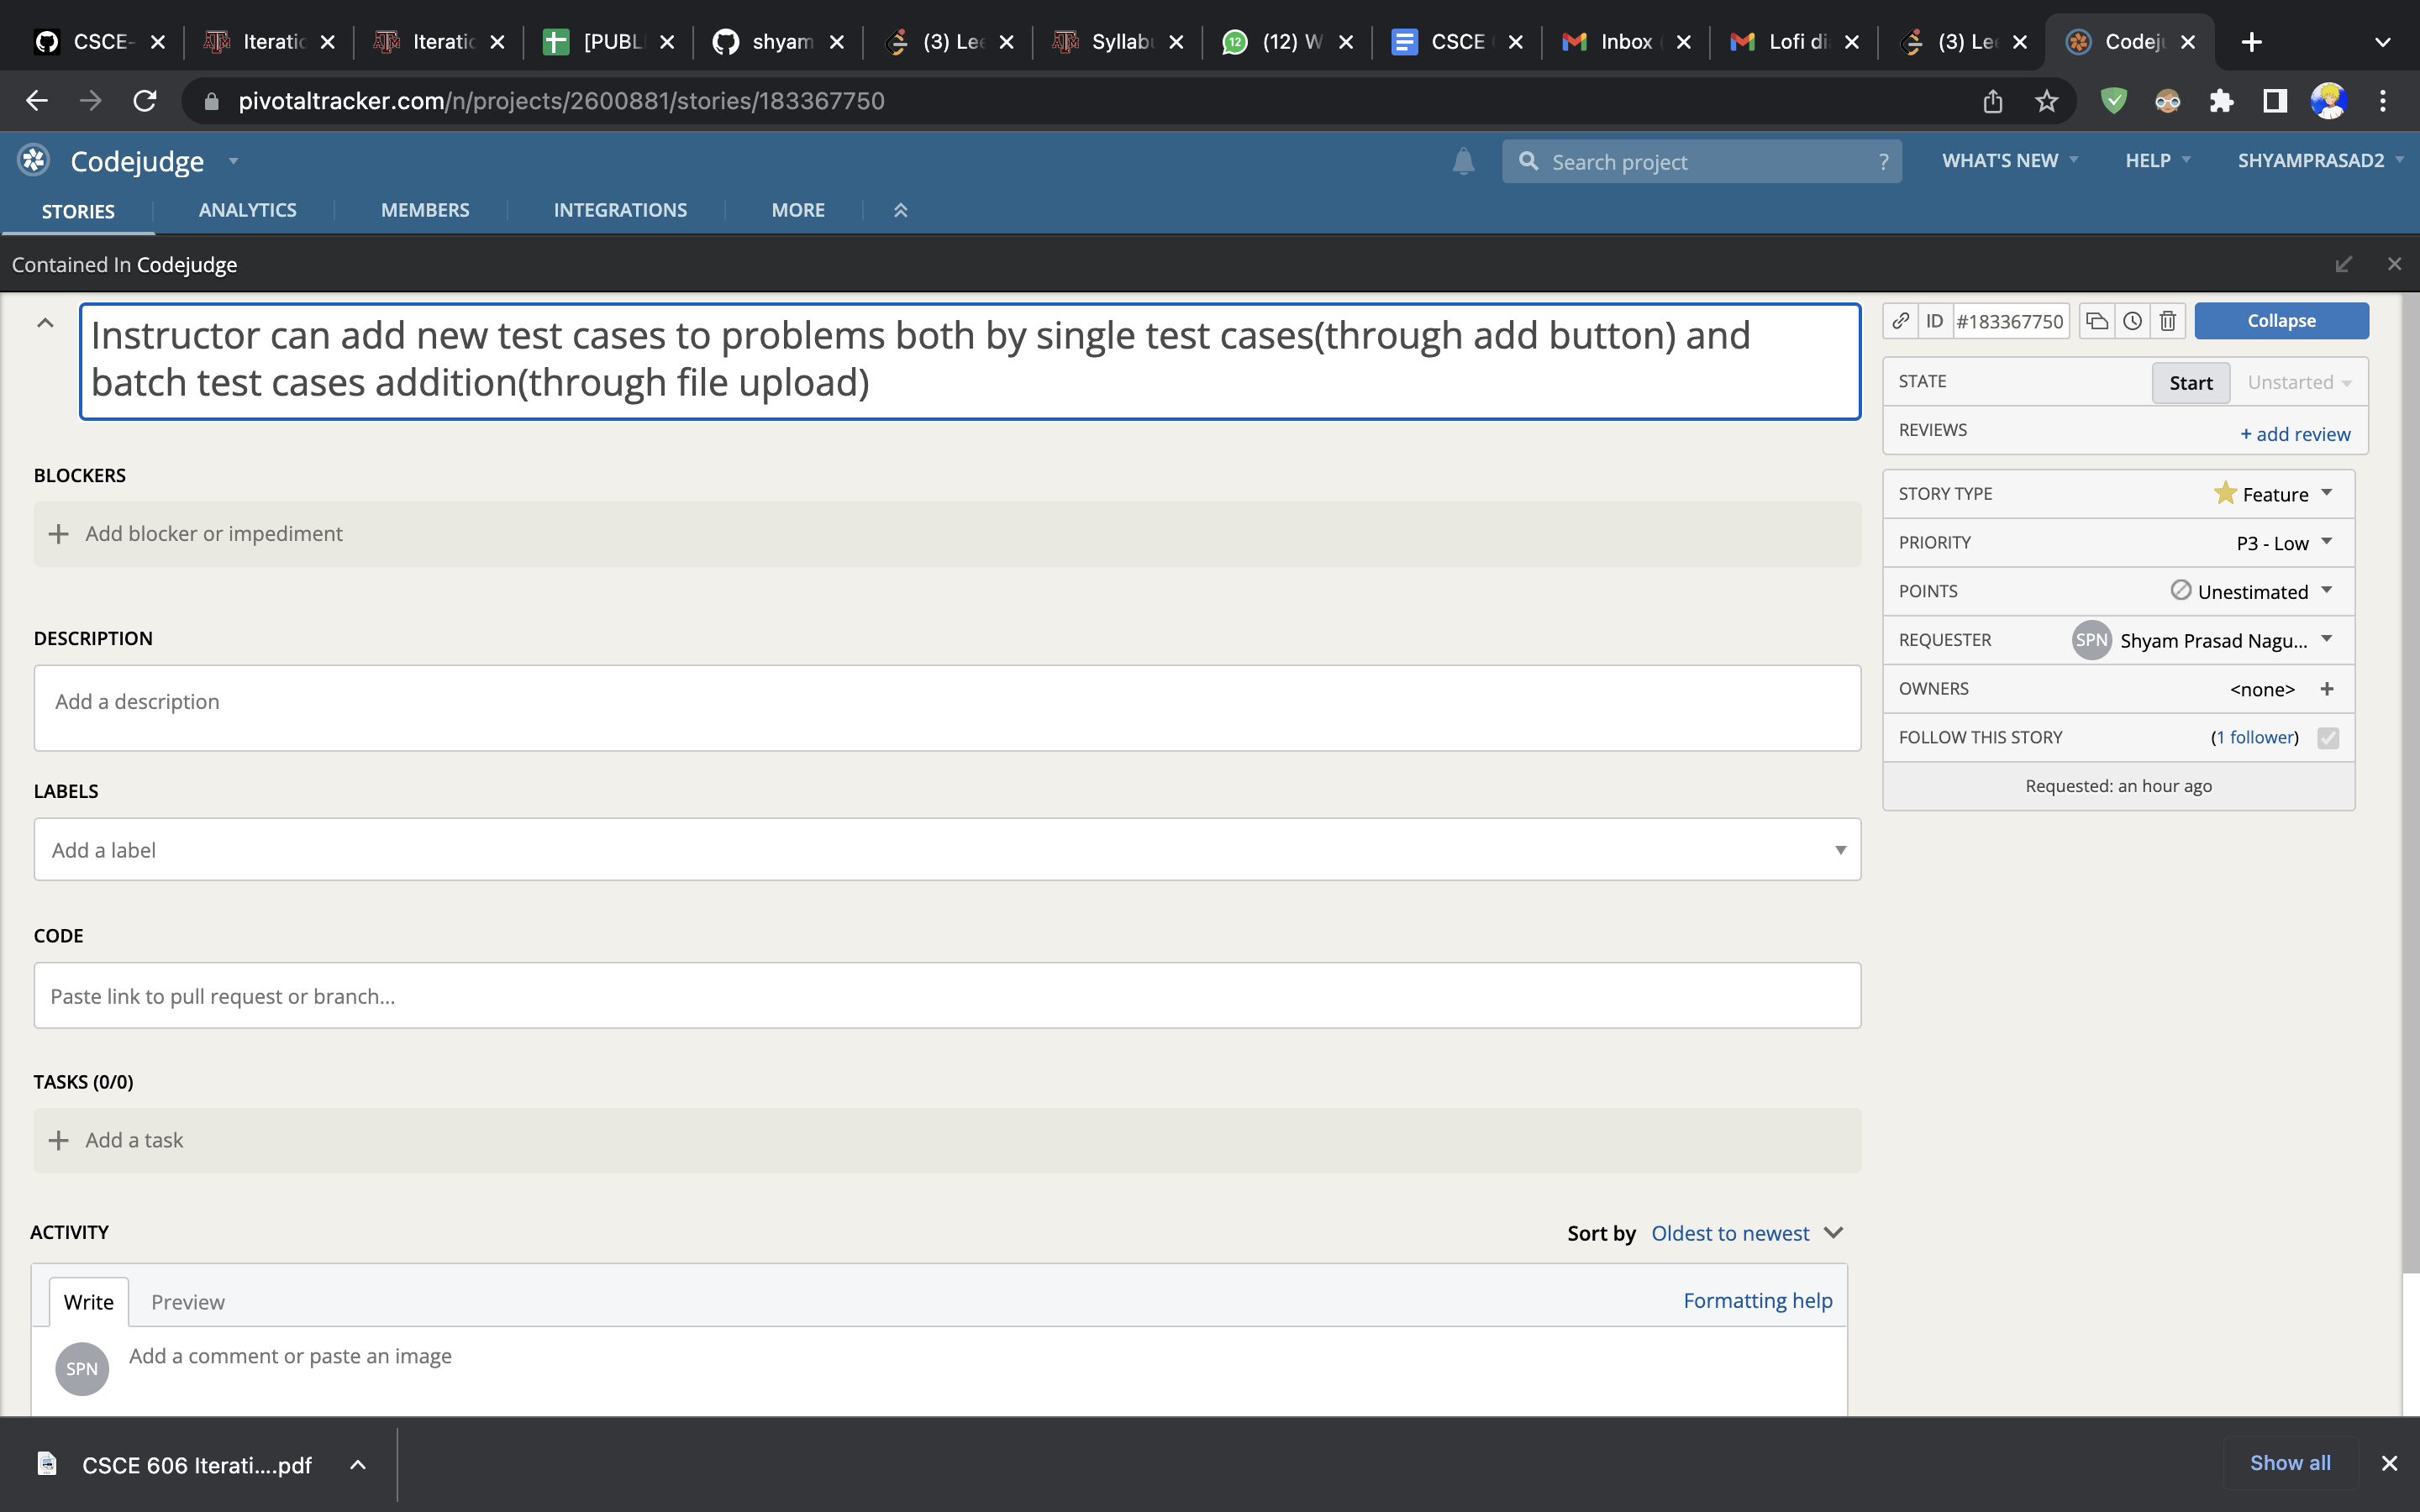 CSCE-
Iteratic
Iteratic
[PUBL
shyam
(3) Lee
Syllabu
(12) W
CSCE
Inbox
Lofi di
(3) Lee
Codeju
pivotaltracker.com/n/projects/2600881/stories/183367750
Codejudge
Search project
?
WHAT'S NEW
HELP
SHYAMPRASAD2
STORIES
ANALYTICS
MEMBERS
INTEGRATIONS
MORE
Contained In Codejudge
Instructor can add new test cases to problems both by single test cases(through add button) and
batch test cases addition(through file upload)
ID
#183367750
Collapse
STATE
Start
Unstarted
REVIEWS
+ add review
BLOCKERS
+ Add blocker or impediment
STORY TYPE
Feature
PRIORITY
P3 - Low
POINTS
Unestimated
REQUESTER
SPN
Shyam Prasad Nagu...
OWNERS
<none> +
FOLLOW THIS STORY
(1 follower)
Requested: an hour ago
DESCRIPTION
Add a description
LABELS
Add a label
CODE
Paste link to pull request or branch...
TASKS (0/0)
+ Add a task
ACTIVITY
Sort by Oldest to newest
Write
Preview
Formatting help
SPN
Add a comment or paste an image
CSCE 606 Iterati....pdf
Show all